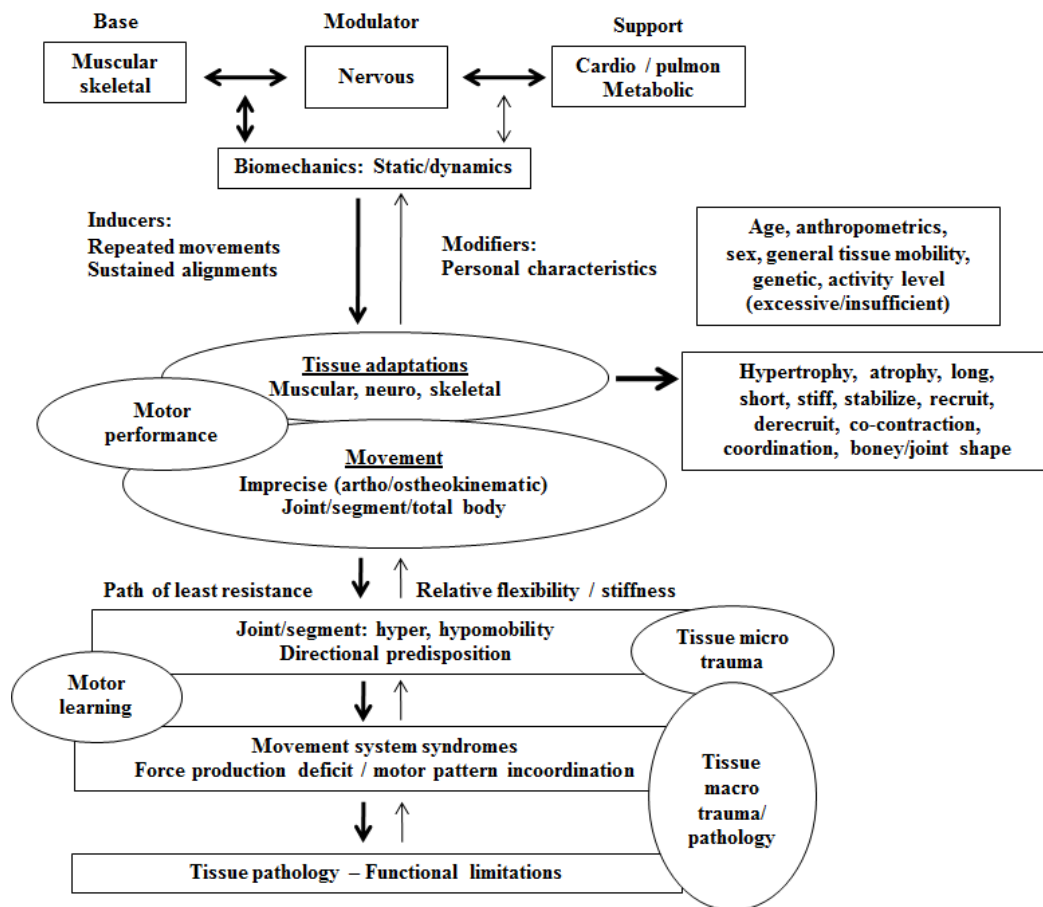 Base
Modulator
Support
Muscular
skeletal
Nervous
Cardio / pulmon
Metabolic
Biomechanics: Static/dynamics
Inducers:
Repeated movements
Sustained alignments
Modifiers:
Personal characteristics
Age, anthropometrics,
sex, general tissue mobility,
genetic, activity level
(excessive/insufficient)
Tissue adaptations
Muscular, neuro, skeletal
Hypertrophy, atrophy, long,
short, stiff, stabilize, recruit,
derecruit, co-contraction,
coordination, boney/joint shape
Motor
performance
Movement
Imprecise (artho/ostheokinematic)
Joint/segment/total body
Path of least resistance
Relative flexibility / stiffness
Joint/segment: hyper, hypomobility
Directional predisposition
Tissue micro
trauma
Motor
learning
Movement system syndromes
Force production deficit / motor pattern incoordination
Tissue
macro
trauma/
pathology
Tissue pathology – Functional limitations